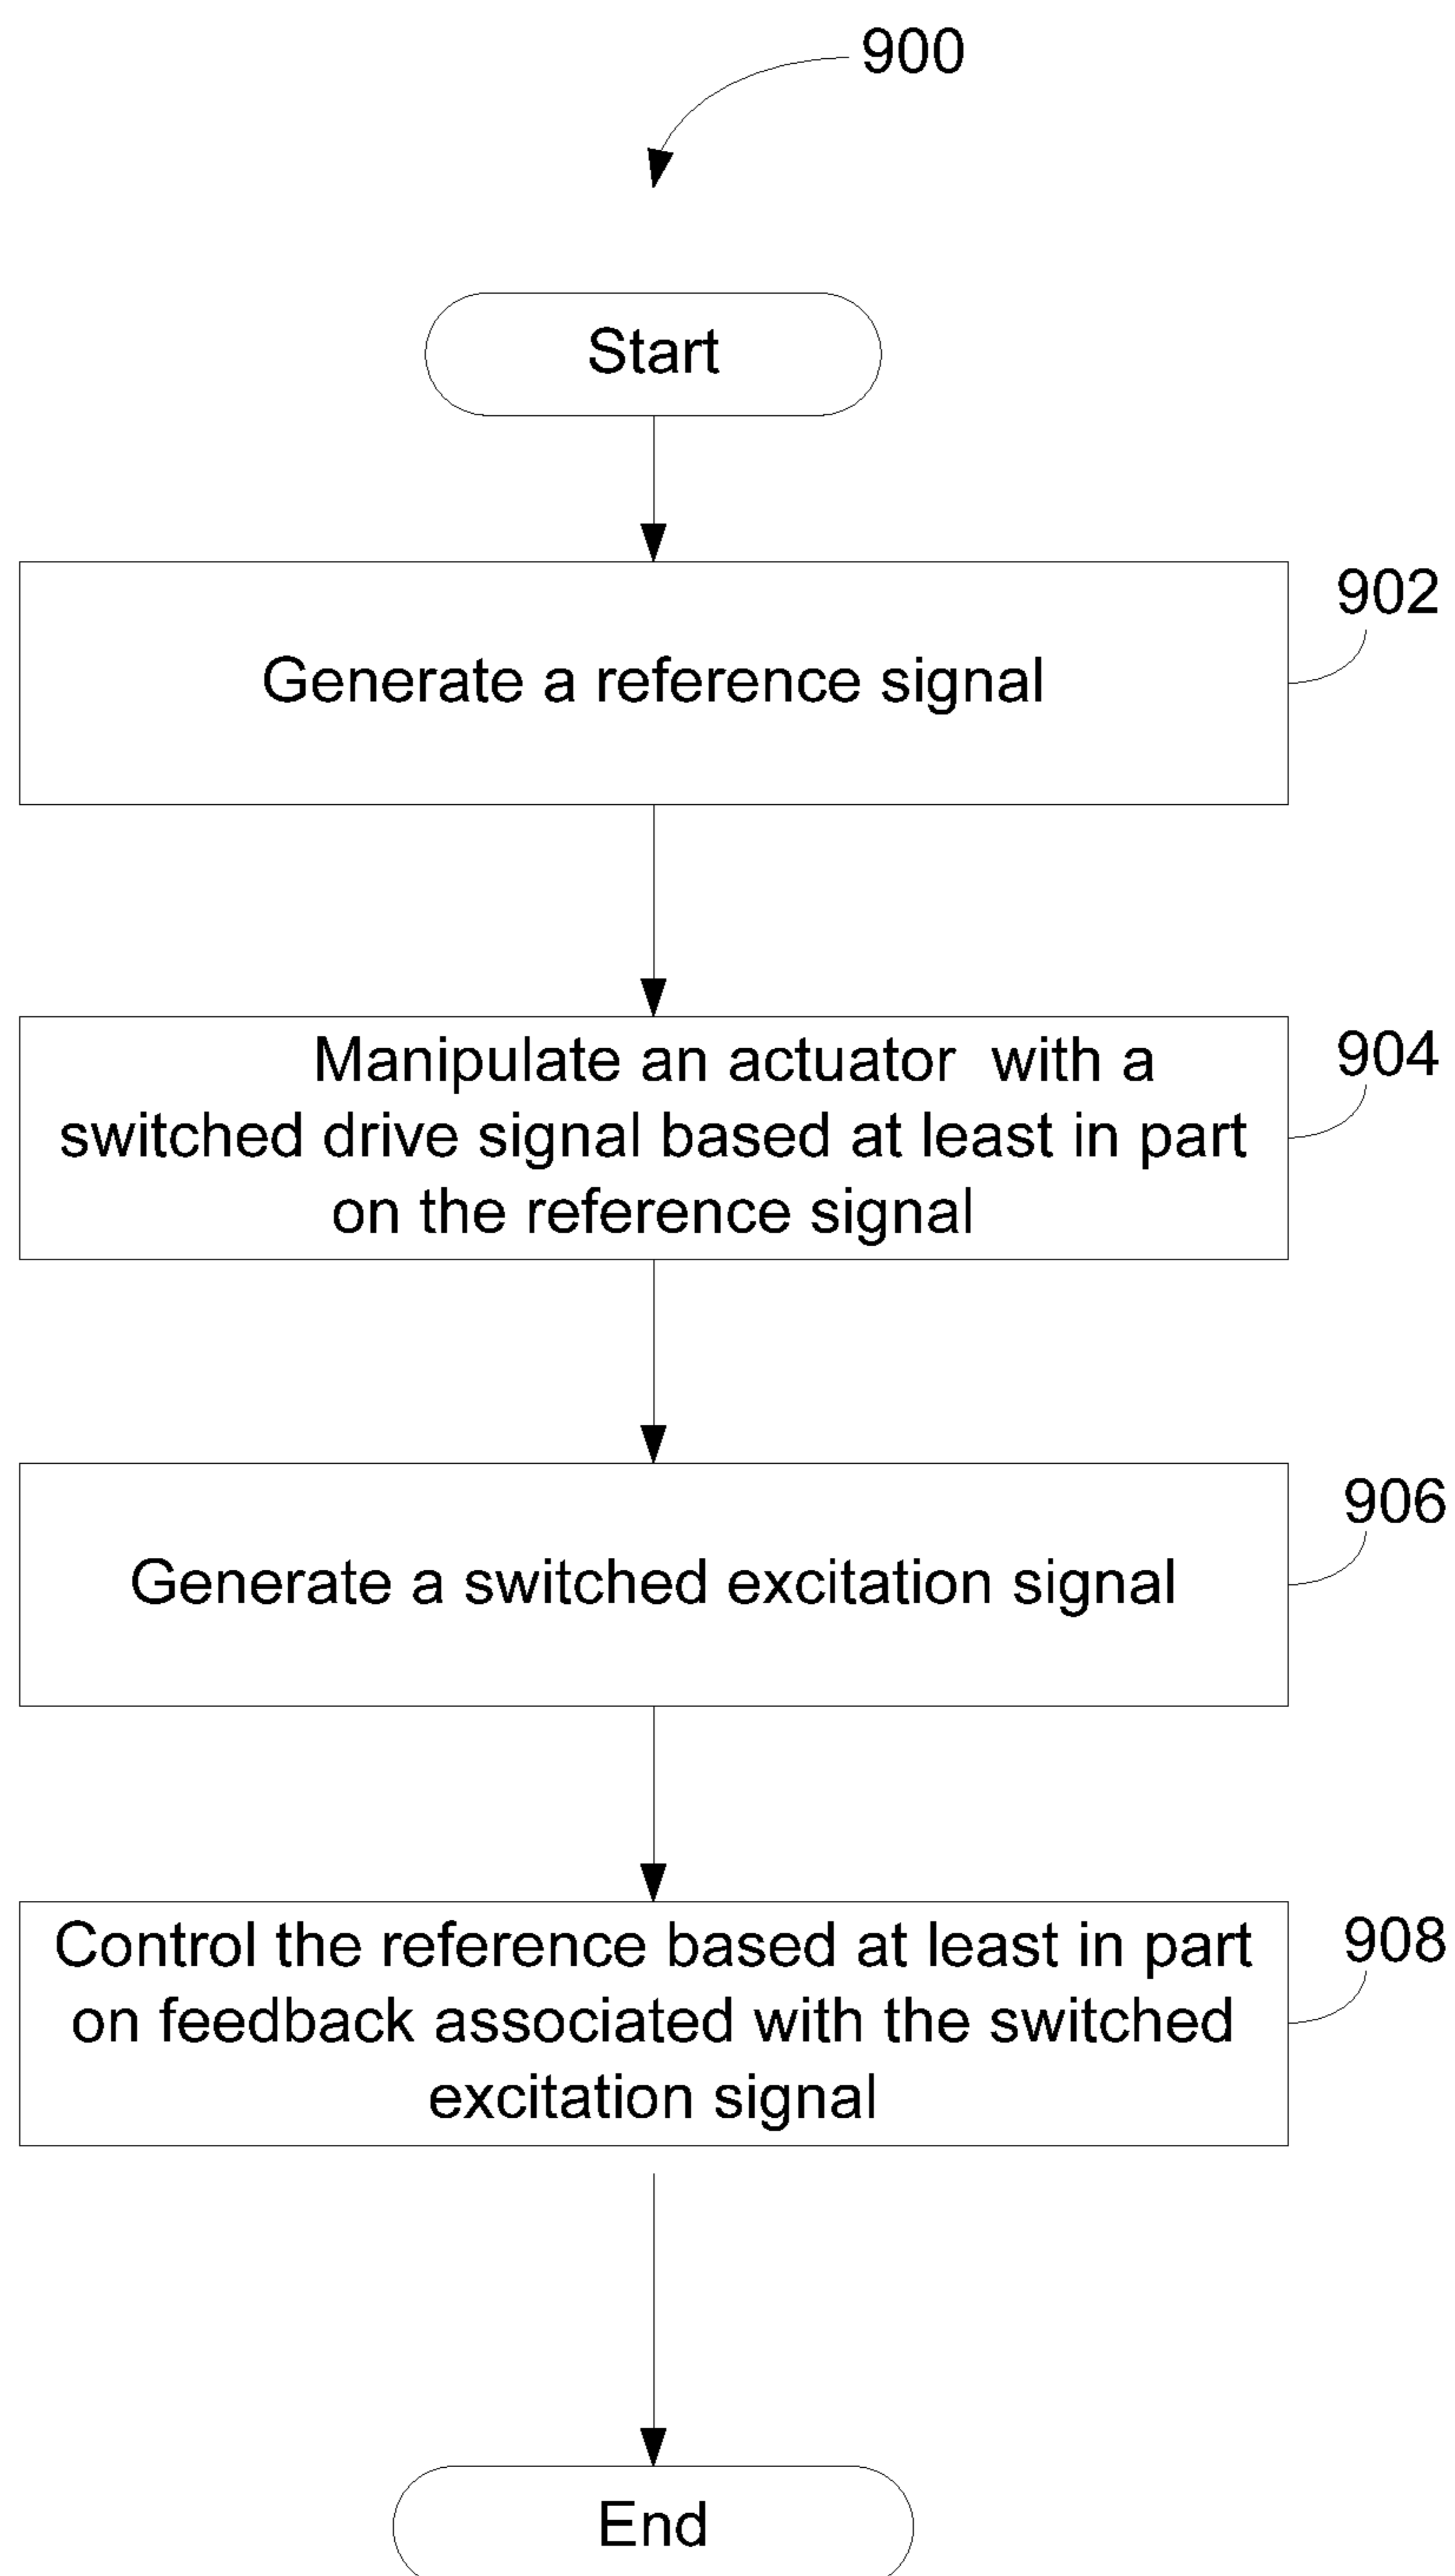 900
Start
902
Generate a reference signal
904
Manipulate an actuator with a
switched drive signal based at least in part
on the reference signal
906
Generate a switched excitation signal
908
Control the reference based at least in part
on feedback associated with the switched
excitation signal
End